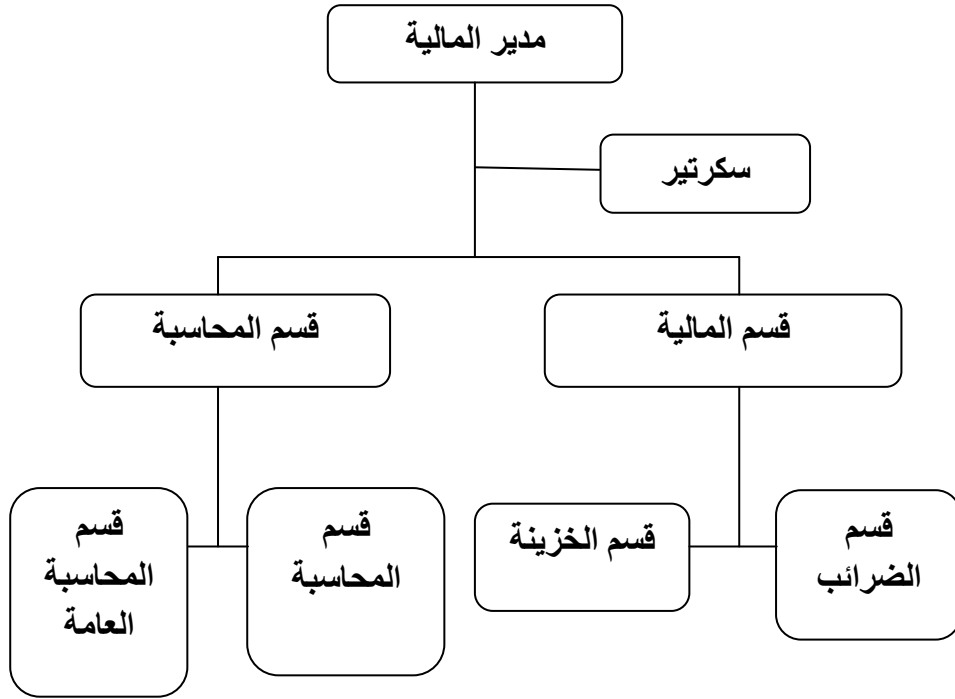 مدير المالية
سكرتير
قسم المالية
قسم المحاسبة
قسم
الضرائب
قسم الخزينة
قسم
المحاسبة
قسم
المحاسبة
العامة